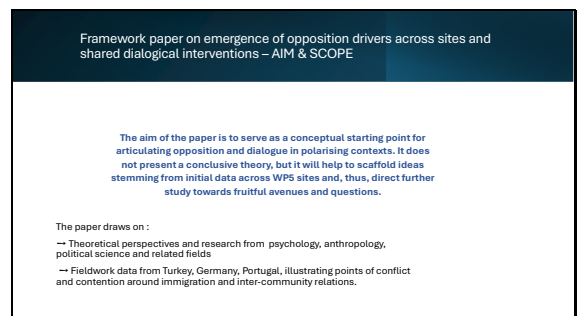 Framework paper on emergence of opposition drivers across sites and
shared dialogical interventions – AIM & SCOPE
The aim of the paper is to serve as a conceptual starting point for
articulating opposition and dialogue in polarising contexts. It does
not present a conclusive theory, but it will help to scaffold ideas
stemming from initial data across WP5 sites and, thus, direct further
study towards fruitful avenues and questions.
The paper draws on :
→ Theoretical perspectives and research from psychology, anthropology,
political science and related fields
→ Fieldwork data from Turkey, Germany, Portugal, illustrating points of conflict
and contention around immigration and inter-community relations.